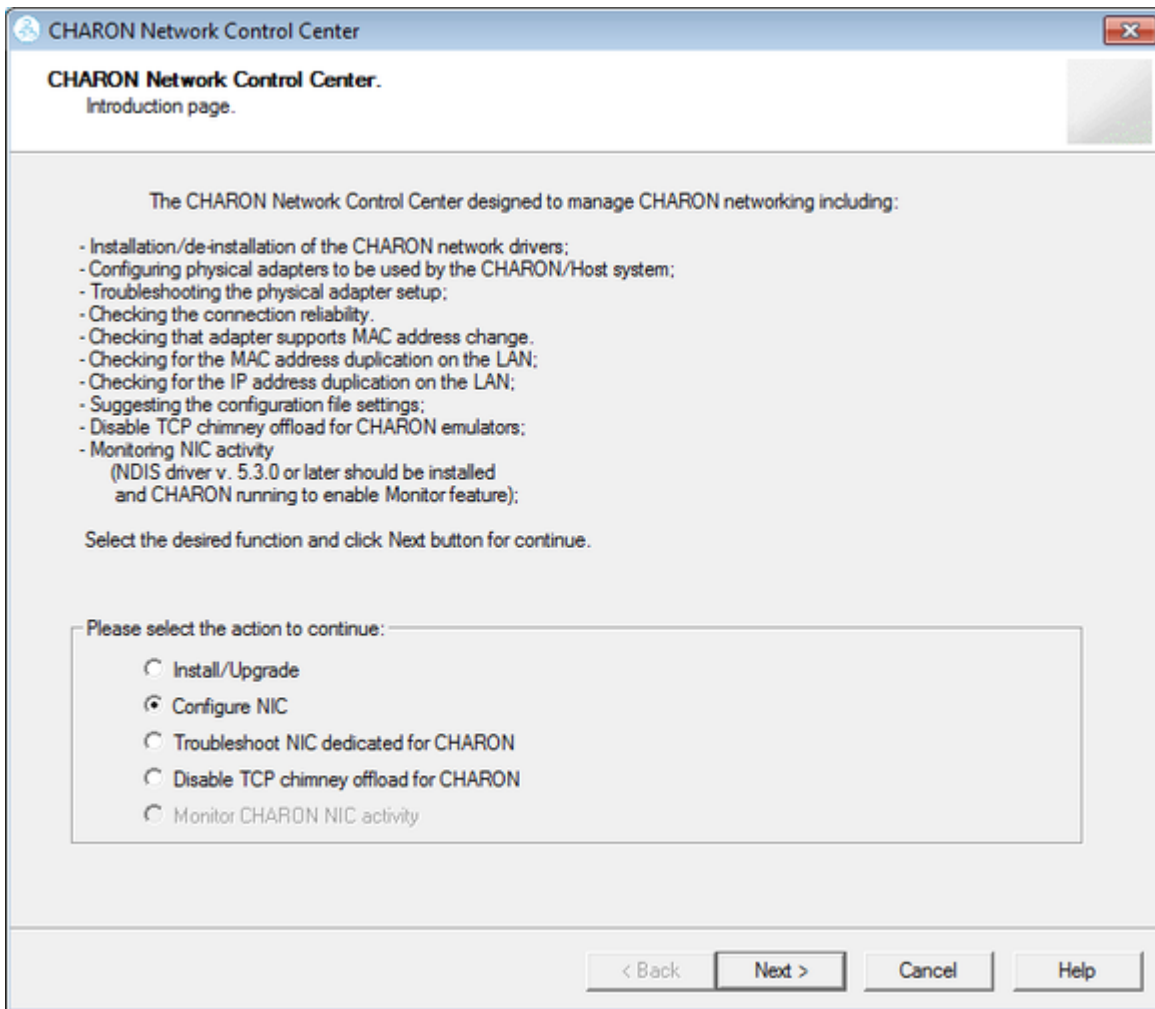 CHARON Network Control Center
CHARON Network Control Center.
Introduction page.
The CHARON Network Control Center designed to manage CHARON networking including:
- Installation/de-installation of the CHARON network drivers;
- Configuring physical adapters to be used by the CHARON/Host system;
- Troubleshooting the physical adapter setup;
- Checking the connection reliability.
- Checking that adapter supports MAC address change.
- Checking for the MAC address duplication on the LAN;
- Checking for the IP address duplication on the LAN;
- Suggesting the configuration file settings;
- Disable TCP chimney offload for CHARON emulators;
- Monitoring NIC activity
(NDIS driver v. 5.3.0 or later should be installed
and CHARON running to enable Monitor feature);
Select the desired function and click Next button for continue.
Please select the action to continue:
Install/Upgrade
Configure NIC
Troubleshoot NIC dedicated for CHARON
Disable TCP chimney offload for CHARON
Monitor CHARON NIC activity
< Back Next > Cancel Help